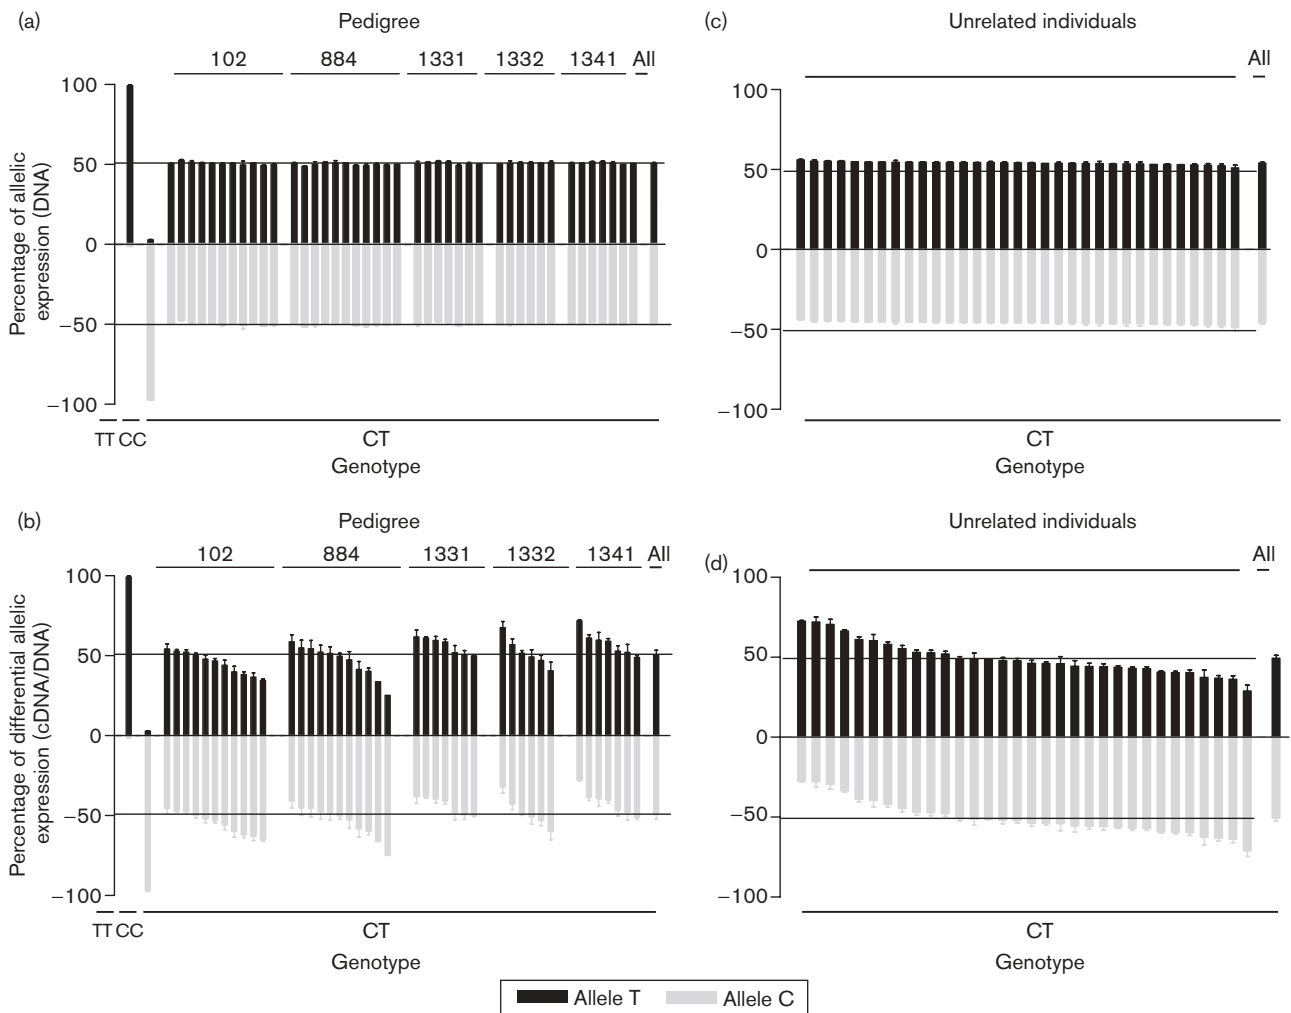 (a)
Pedigree
102 884 1331 1332 1341 All
Percentage of allelic
expression (DNA)
100
50
0
−50
−100
TT CC
CT
Genotype
(c)
Unrelated individuals
All
100
50
0
−50
−100
CT
Genotype
(b)
Pedigree
102 884 1331 1332 1341 All
Percentage of differential allelic
expression (cDNA/DNA)
100
50
0
−50
−100
TT CC
CT
Genotype
(d)
Unrelated individuals
All
100
50
0
−50
−100
CT
Genotype
Allele T Allele C